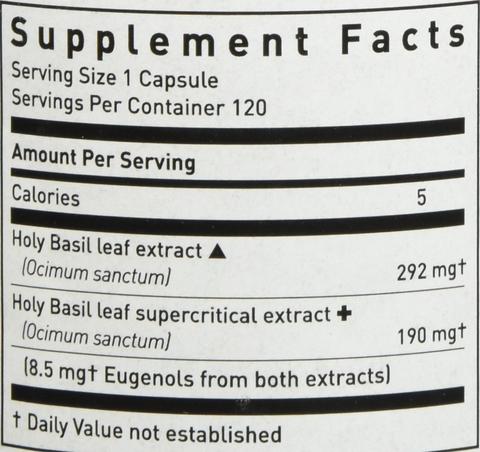 Supplement Facts
Serving Size 1 Capsule
Servings Per Container 120
Amount Per Serving
Calories 5
Holy Basil leaf extract ▲
(Ocimum sanctum) 292 mg†
Holy Basil leaf supercritical extract ✚
(Ocimum sanctum) 190 mg†
(8.5 mg† Eugenols from both extracts)
† Daily Value not established